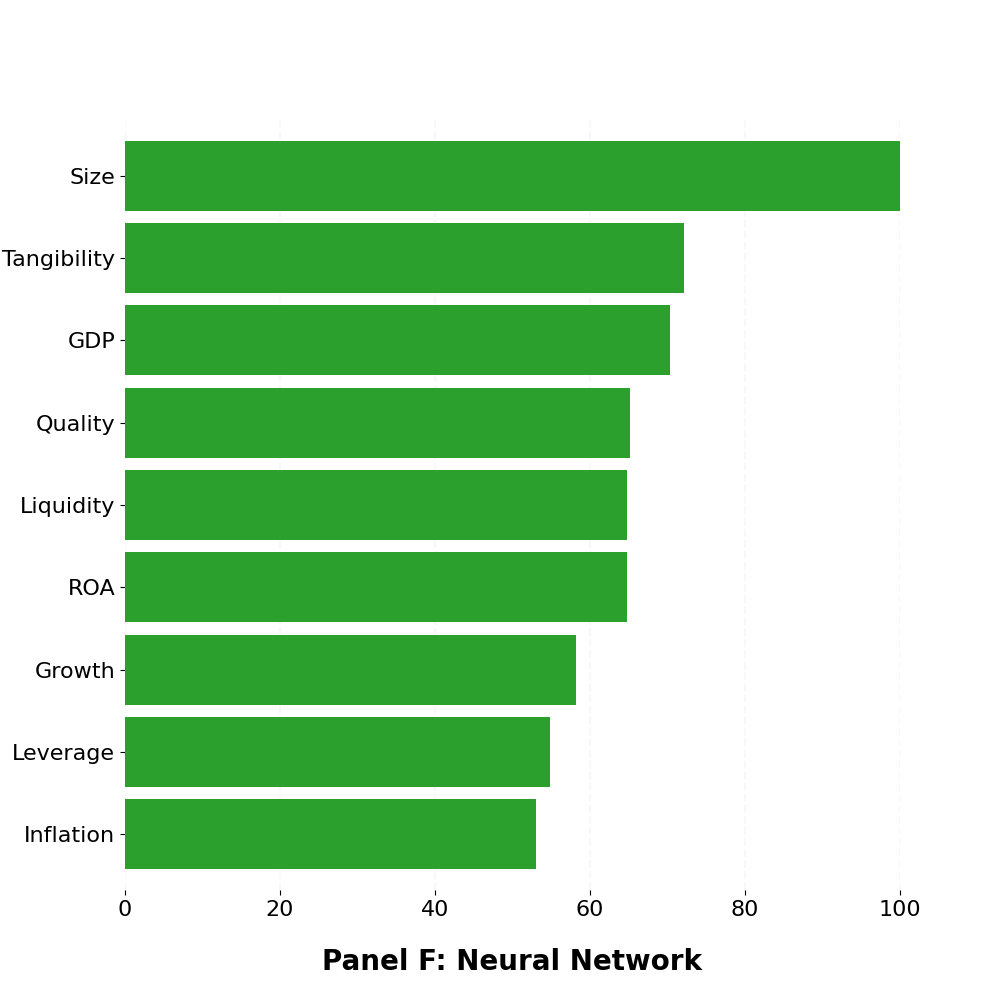 Size
Tangibility
GDP
Quality
Liquidity
ROA
Growth
Leverage
Inflation
0 20 40 60 80 100
Panel F: Neural Network